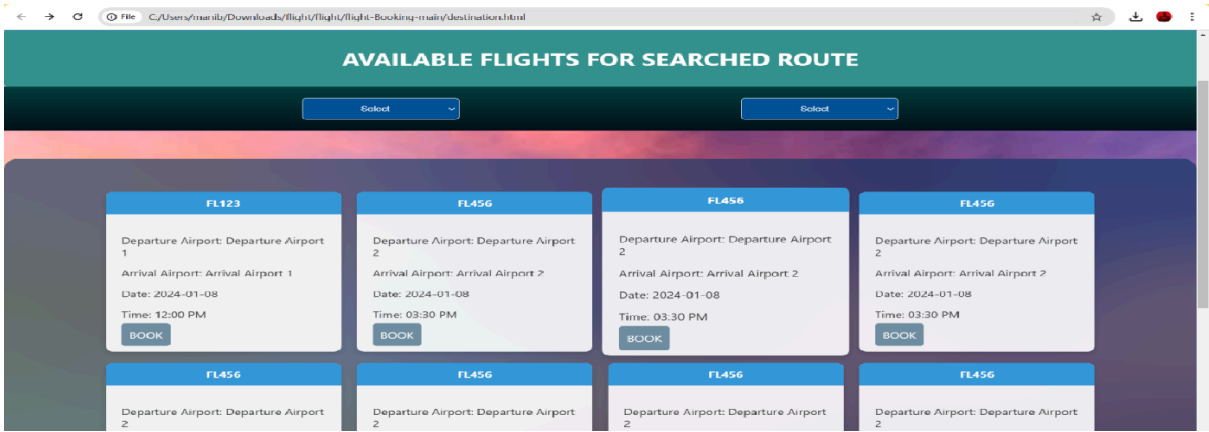 File C:/Users/manib/Downloads/flight/flight/flight-Booking-main/destination.html
AVAILABLE FLIGHTS FOR SEARCHED ROUTE
Select Select
FL123
Departure Airport: Departure Airport
1
Arrival Airport: Arrival Airport 1
Date: 2024-01-08
Time: 12:00 PM
BOOK
FL456
Departure Airport: Departure Airport
2
Arrival Airport: Arrival Airport 2
Date: 2024-01-08
Time: 03:30 PM
BOOK
FL456
Departure Airport: Departure Airport
2
Arrival Airport: Arrival Airport 2
Date: 2024-01-08
Time: 03:30 PM
BOOK
FL456
Departure Airport: Departure Airport
2
Arrival Airport: Arrival Airport 2
Date: 2024-01-08
Time: 03:30 PM
BOOK
FL456
Departure Airport: Departure Airport
2
FL456
Departure Airport: Departure Airport
2
FL456
Departure Airport: Departure Airport
2
FL456
Departure Airport: Departure Airport
2